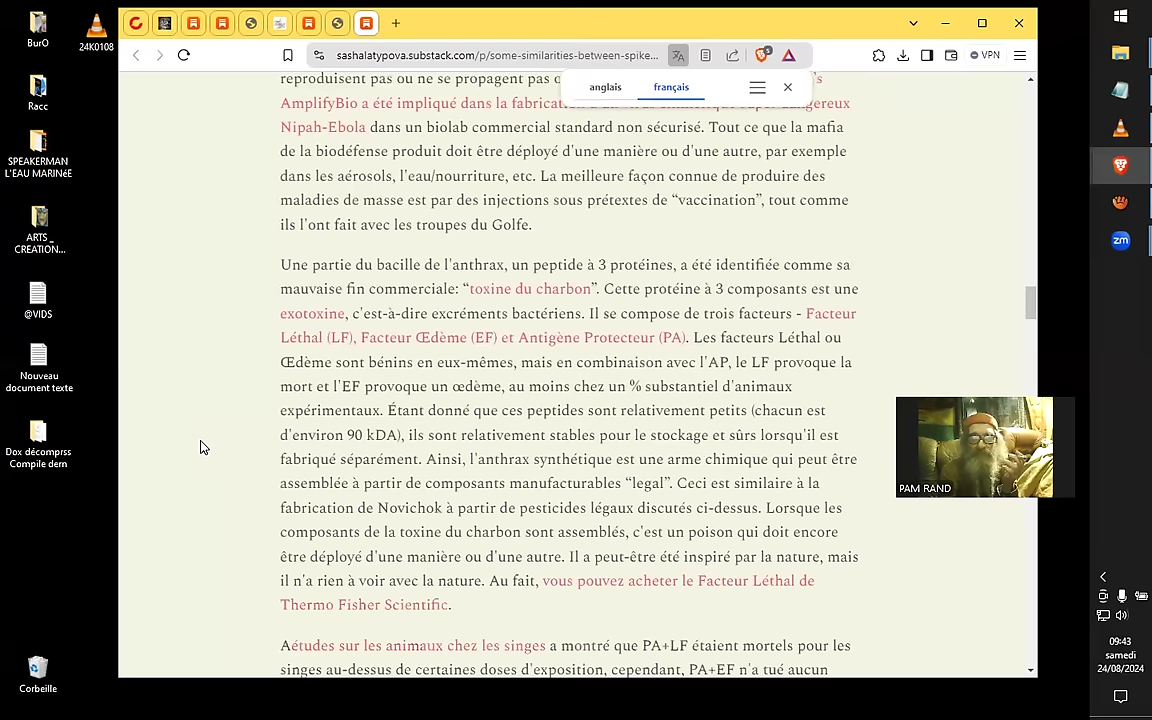 BurO
24K0108
Racc
SPEAKERMAN
L'EAU MARINéE
ARTS _
CREATION...
@VIDS
Nouveau
document texte
Dox décomprss
Compile dern
Corbeille
sashalatypova.substack.com/p/some-similarities-between-spike...
VPN
anglais
français
reproduisent pas ou ne se propagent pas
AmplifyBio a été impliqué dans la
Nipah-Ebola dans un biolab commercial standard non sécurisé. Tout ce que la mafia
de la biodéfense produit doit être déployé d'une manière ou d'une autre, par exemple
dans les aérosols, l'eau/nourriture, etc. La meilleure façon connue de produire des
maladies de masse est par des injections sous prétextes de “vaccination”, tout comme
ils l'ont fait avec les troupes du Golfe.
Une partie du bacille de l'anthrax, un peptide à 3 protéines, a été identifiée comme sa
mauvaise fin commerciale: “toxine du charbon”. Cette protéine à 3 composants est une
exotoxine, c'est-à-dire excréments bactériens. Il se compose de trois facteurs - Facteur
Léthal (LF), Facteur Œdème (EF) et Antigène Protecteur (PA). Les facteurs Léthal ou
Œdème sont bénins en eux-mêmes, mais en combinaison avec l'AP, le LF provoque la
mort et l'EF provoque un œdème, au moins chez un % substantiel d'animaux
expérimentaux. Étant donné que ces peptides sont relativement petits (chacun est
d'environ 90 kDA), ils sont relativement stables pour le stockage et sûrs lorsqu'il est
fabriqué séparément. Ainsi, l'anthrax synthétique est une arme chimique qui peut être
assemblée à partir de composants manufacturables “legal”. Ceci est similaire à la
fabrication de Novichok à partir de pesticides légaux discutés ci-dessus. Lorsque les
composants de la toxine du charbon sont assemblés, c'est un poison qui doit encore
être déployé d'une manière ou d'une autre. Il a peut-être été inspiré par la nature, mais
il n'a rien à voir avec la nature. Au fait, vous pouvez acheter le Facteur Léthal de
Thermo Fisher Scientific.
Aétudes sur les animaux chez les singes a montré que PA+LF étaient mortels pour les
singes au-dessus de certaines doses d'exposition, cependant, PA+EF n'a tué aucun
PAM RAND
zm
09:43
samedi
24/08/2024